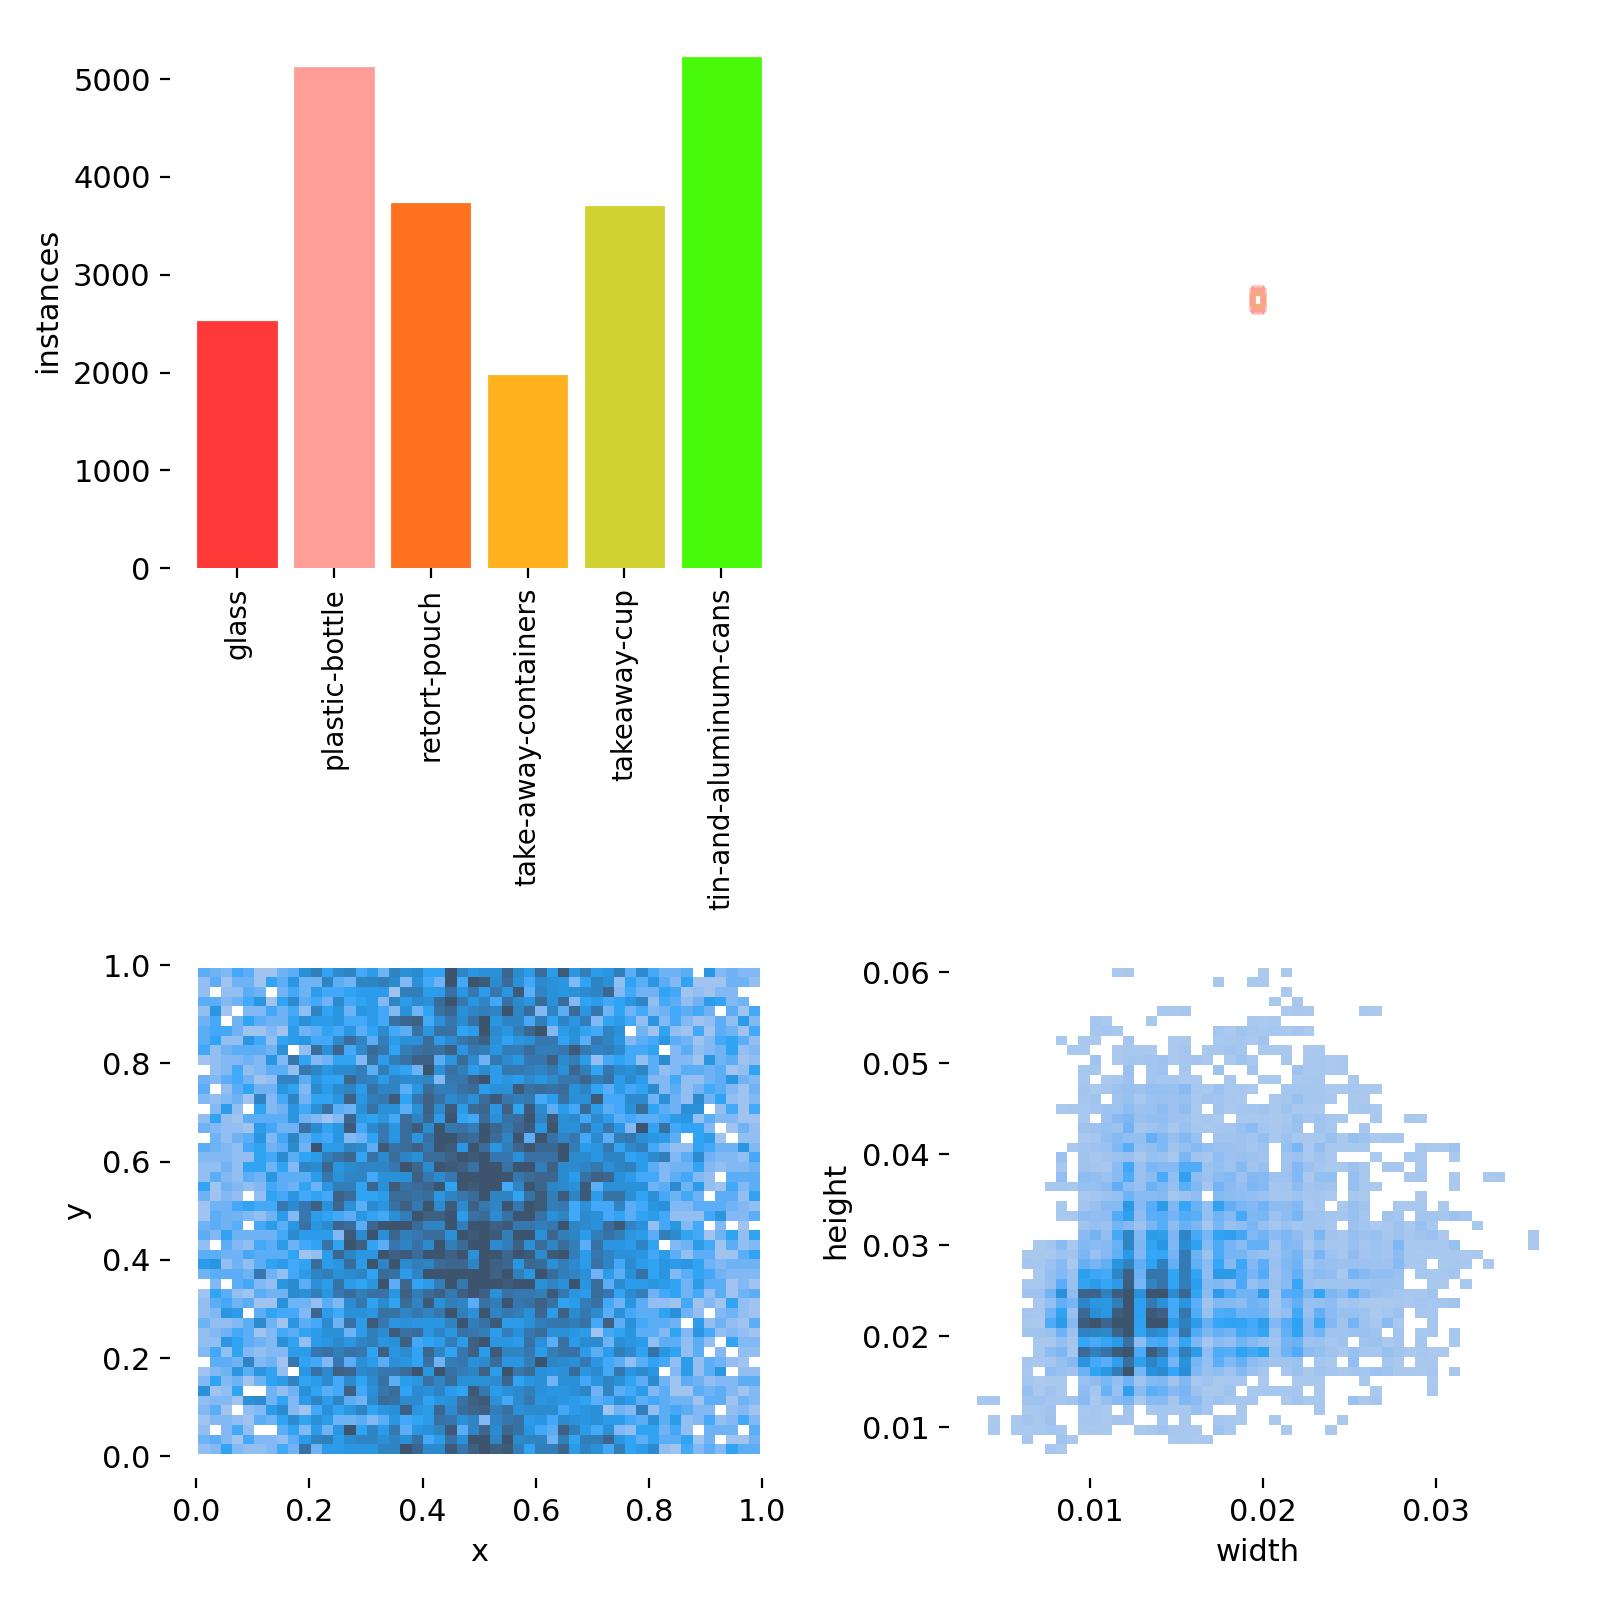 5000
4000
3000
2000
1000
0
instances
glass
plastic-bottle
retort-pouch
take-away-containers
takeaway-cup
tin-and-aluminum-cans
1.0
0.8
0.6
0.4
0.2
0.0
y
0.0 0.2 0.4 0.6 0.8 1.0
x
0.06
0.05
0.04
0.03
0.02
0.01
height
0.01 0.02 0.03
width